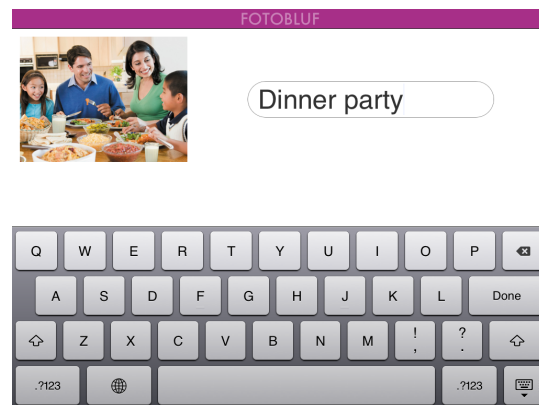 FOTOBLUF
Dinner party
Q W E R T Y U I O P
A S D F G H J K L Done
Z X C V B N M ! , ? .
.?123 .?123